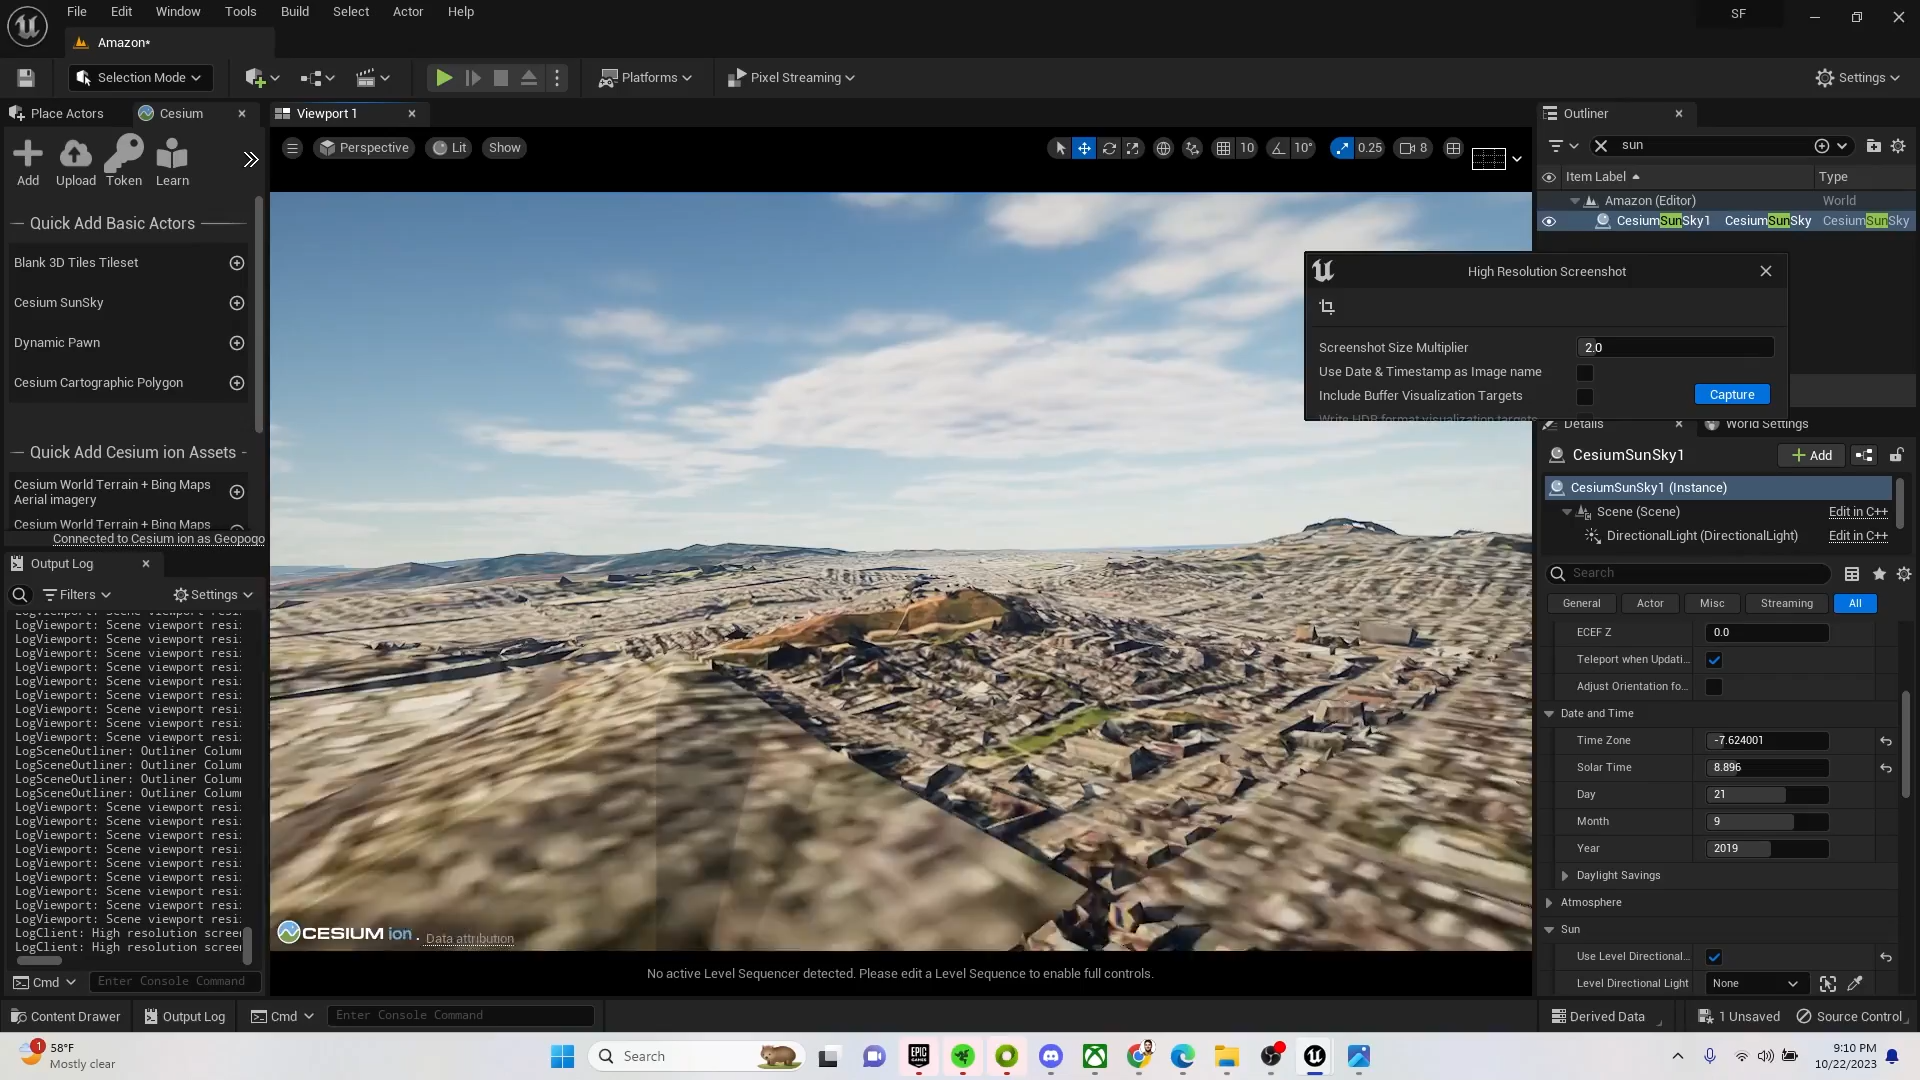 File Edit Window Tools Build Select Actor Help
SF
Amazon*
Selection Mode
Platforms
Pixel Streaming
Settings
Place Actors
Cesium
Viewport 1
Outliner
Add
Upload
Token
Learn
Perspective
Lit
Show
10
10°
0.25
8
sun
Item Label
Type
Amazon (Editor)
World
CesiumSunSky1
CesiumSunSky
CesiumSunSky
Quick Add Basic Actors
Blank 3D Tiles Tileset
Cesium SunSky
Dynamic Pawn
Cesium Cartographic Polygon
Quick Add Cesium ion Assets
Cesium World Terrain + Bing Maps
Aerial imagery
Cesium World Terrain + Bing Maps
Connected to Cesium ion as Geopogo
High Resolution Screenshot
Screenshot Size Multiplier
2.0
Use Date & Timestamp as Image name
Include Buffer Visualization Targets
Capture
Write HDR format visualization targets
Output Log
Filters
Settings
LogViewport: Scene viewport resi
LogViewport: Scene viewport resi
LogViewport: Scene viewport resi
LogViewport: Scene viewport resi
LogViewport: Scene viewport resi
LogViewport: Scene viewport resi
LogViewport: Scene viewport resi
LogViewport: Scene viewport resi
LogViewport: Scene viewport resi
LogViewport: Scene viewport resi
LogSceneOutliner: Outliner Colum
LogSceneOutliner: Outliner Colum
LogSceneOutliner: Outliner Colum
LogSceneOutliner: Outliner Colum
LogViewport: Scene viewport resi
LogViewport: Scene viewport resi
LogViewport: Scene viewport resi
LogViewport: Scene viewport resi
LogViewport: Scene viewport resi
LogViewport: Scene viewport resi
LogViewport: Scene viewport resi
LogViewport: Scene viewport resi
LogViewport: Scene viewport resi
LogClient: High resolution scree
LogClient: High resolution scree
Cmd
Enter Console Command
CESIUM ion
. Data attribution
No active Level Sequencer detected. Please edit a Level Sequence to enable full controls.
Details
World Settings
CesiumSunSky1
Add
CesiumSunSky1 (Instance)
Scene (Scene)
Edit in C++
DirectionalLight (DirectionalLight)
Edit in C++
Search
General
Actor
Misc
Streaming
All
ECEF Z
0.0
Teleport when Updati...
Adjust Orientation fo...
Date and Time
Time Zone
-7.624001
Solar Time
8.896
Day
21
Month
9
Year
2019
Daylight Savings
Atmosphere
Sun
Use Level Directional...
Level Directional Light
None
Content Drawer
Output Log
Cmd
Enter Console Command
Derived Data
1 Unsaved
Source Control
1
58°F
Mostly clear
Search
EPIC
GAMES
9:10 PM
10/22/2023